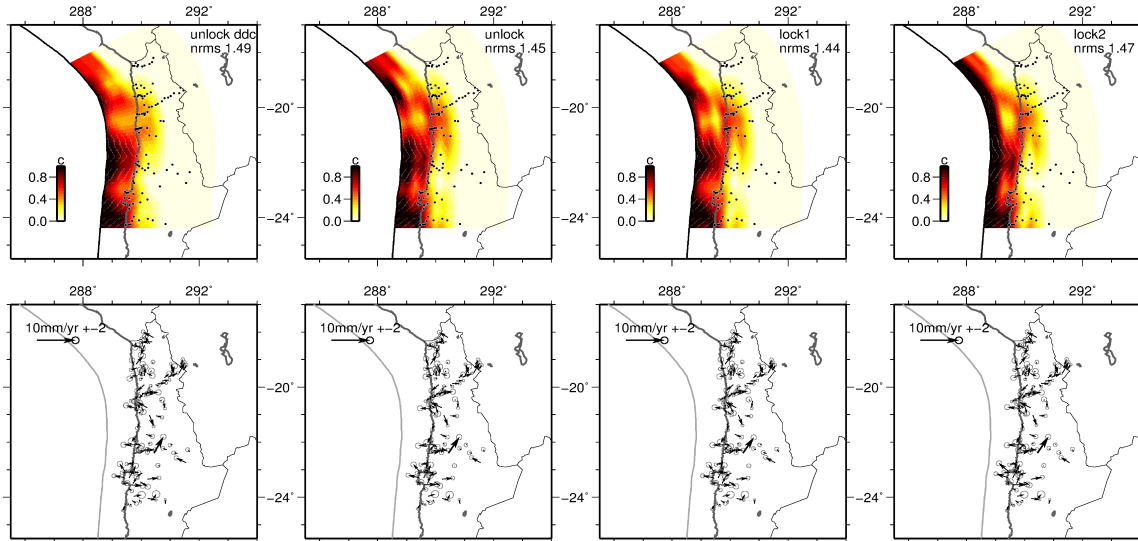 288 292 288 292 288 292 288 292
unlock ddc unlock lock1 lock2
nrms 1.49 nrms 1.45 nrms 1.44 nrms 1.47
−20° −20° −20°
c c c c
0.8 0.8 0.8 0.8
0.4 0.4 0.4 0.4
0.0 −24° 0.0 −24° 0.0 −24° 0.0
288 292 288 292 288 292 288 292
10mm/yr +−2 10mm/yr +−2 10mm/yr +−2 10mm/yr +−2
−20° −20° −20°
−24° −24° −24°